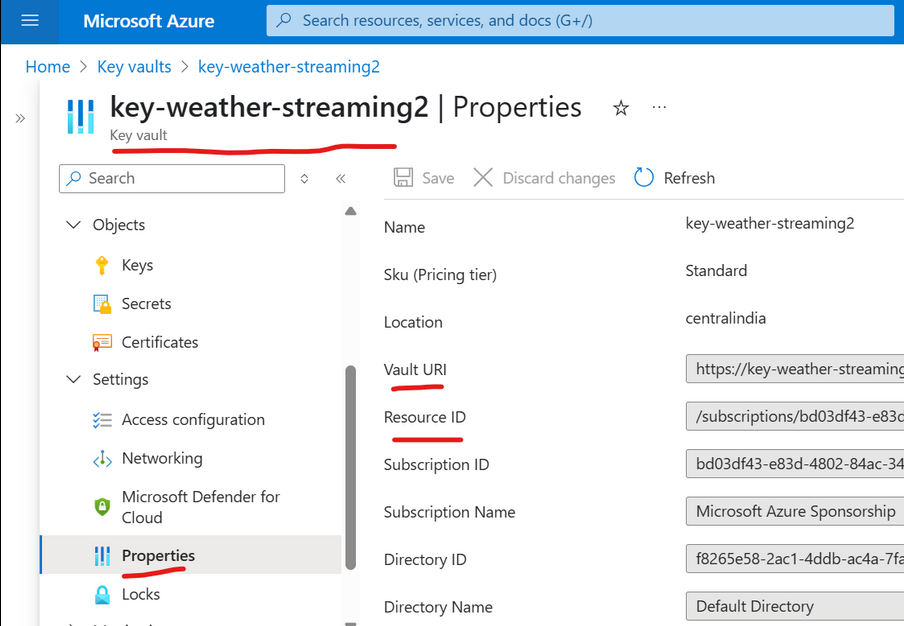 Microsoft Azure
Search resources, services, and docs (G+/)
Home > Key vaults > key-weather-streaming2
key-weather-streaming2 | Properties
Key vault
Search
Save
Discard changes
Refresh
Objects
Keys
Secrets
Certificates
Settings
Access configuration
Networking
Microsoft Defender for
Cloud
Properties
Locks
Name key-weather-streaming2
Sku (Pricing tier) Standard
Location centralindia
Vault URI https://key-weather-streaming
Resource ID /subscriptions/bd03df43-e83d
Subscription ID bd03df43-e83d-4802-84ac-34
Subscription Name Microsoft Azure Sponsorship
Directory ID f8265e58-2ac1-4ddb-ac4a-7fa
Directory Name Default Directory